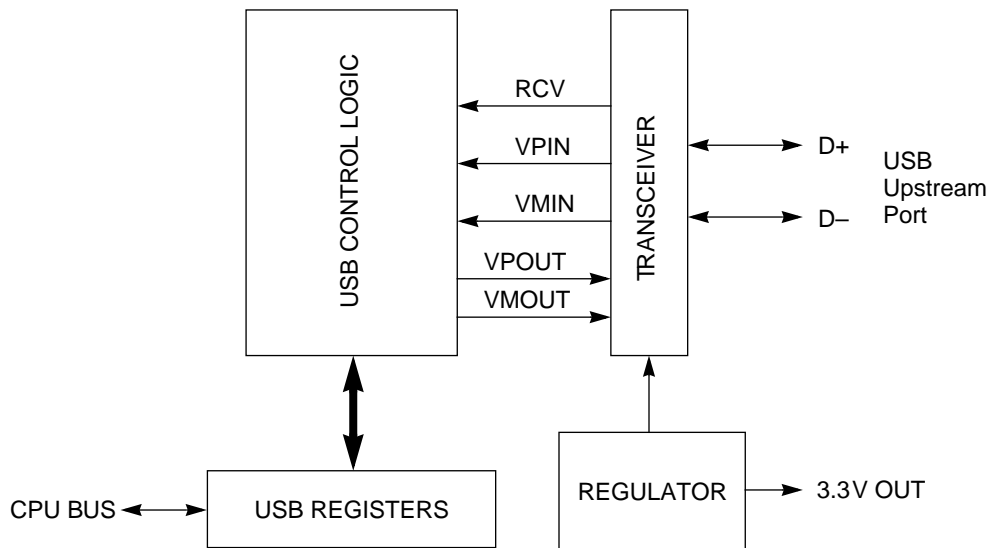 USB CONTROL LOGIC
RCV
VPIN
VMIN
VPOUT
VMOUT
TRANSCEIVER
D+
D–
USB
Upstream
Port
CPU BUS
USB REGISTERS
REGULATOR
3.3V OUT